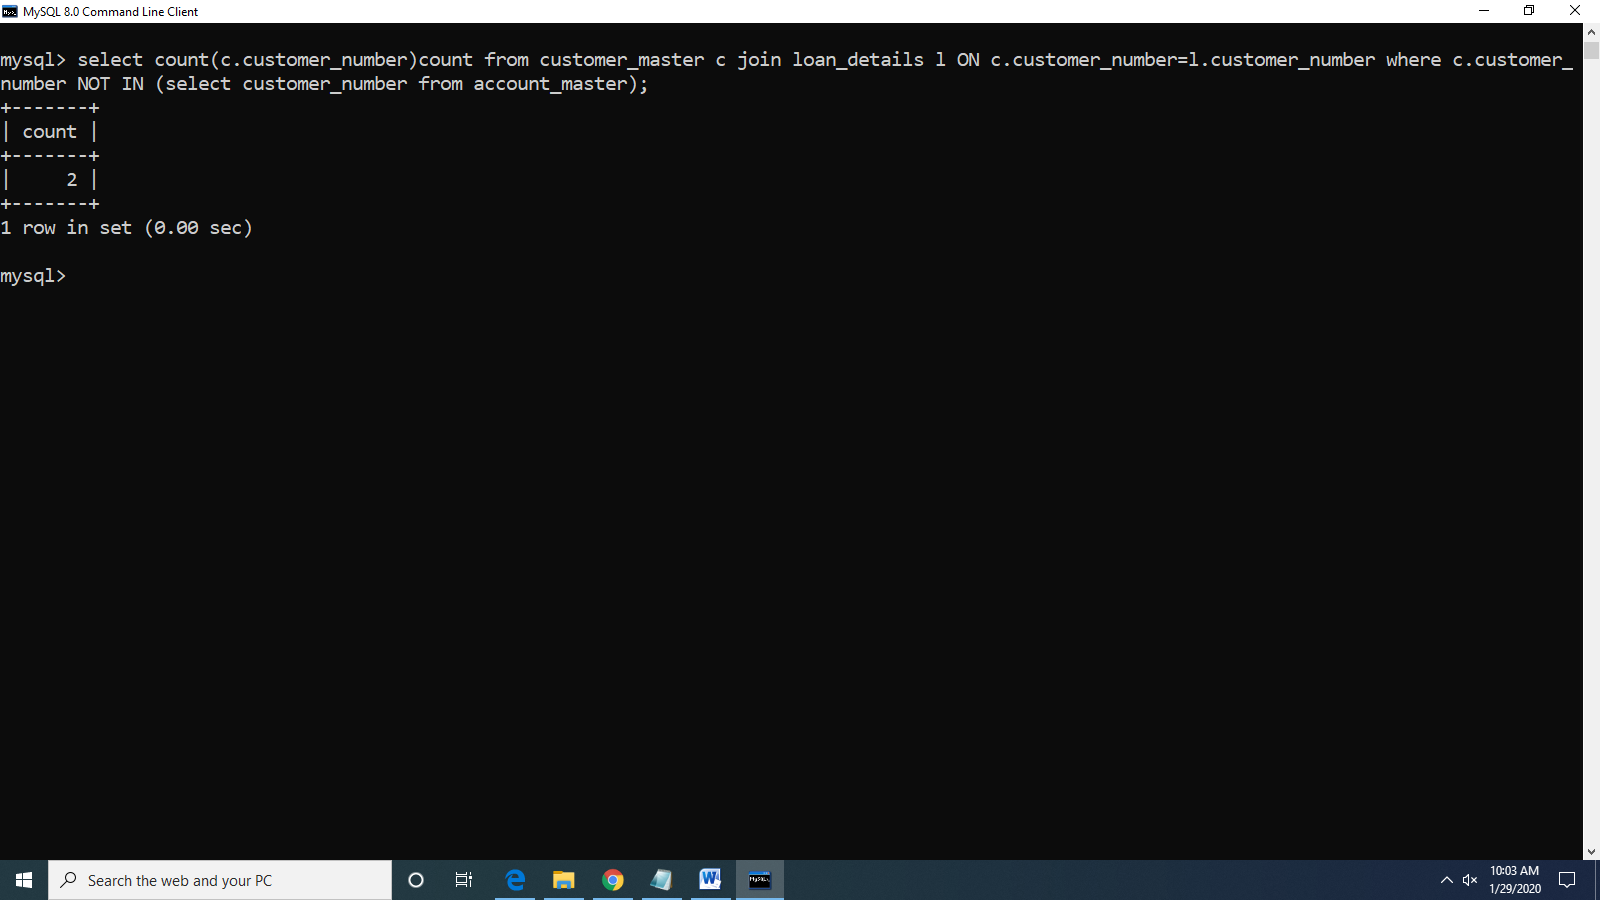 MySQL 8.0 Command Line Client
mysql> select count(c.customer_number)count from customer_master c join loan_details l ON c.customer_number=l.customer_number where c.customer_
number NOT IN (select customer_number from account_master);
+-------+
| count |
+-------+
|     2 |
+-------+
1 row in set (0.00 sec)
mysql>
Search the web and your PC
10:03 AM
1/29/2020